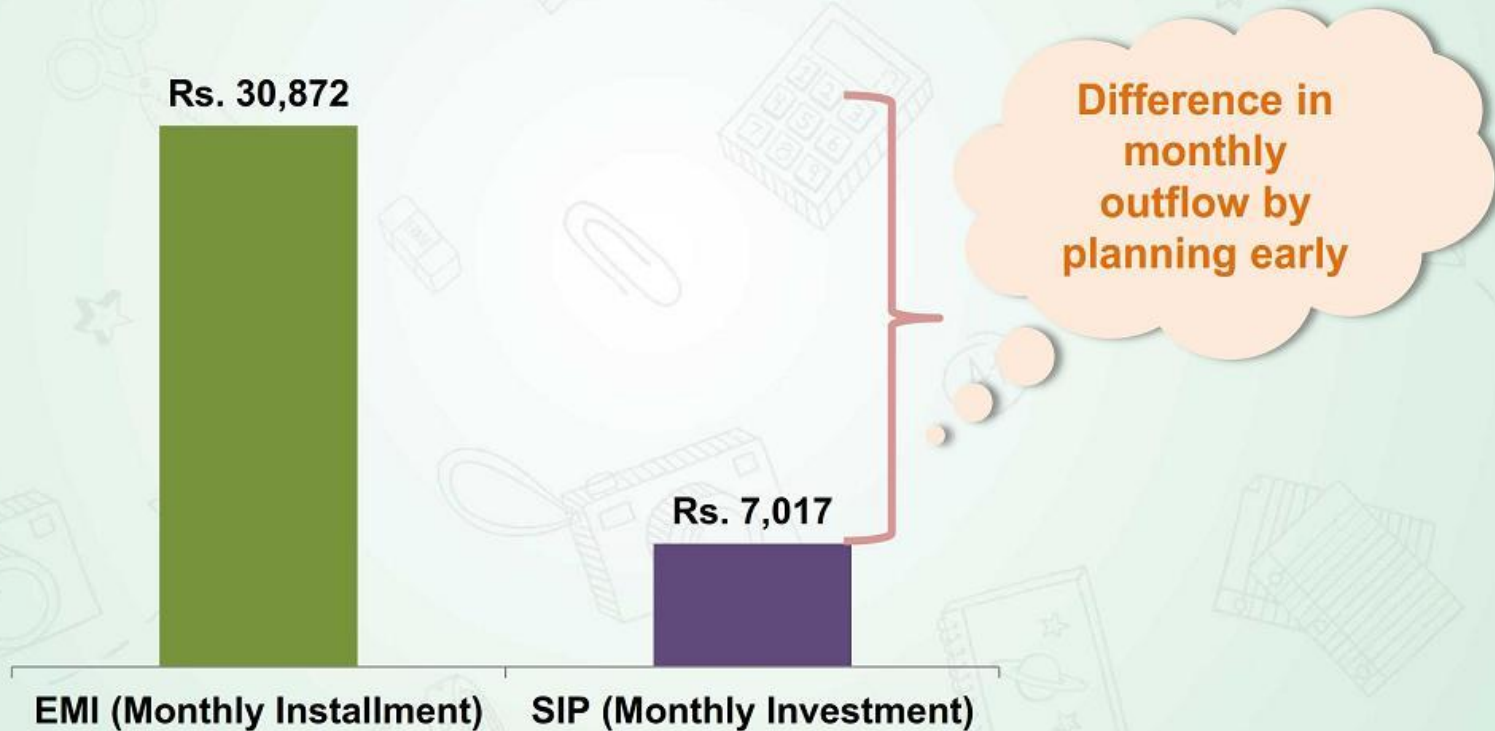 Rs. 30,872
Difference in
monthly
outflow by
planning early
Rs. 7,017
EMI (Monthly Installment)
SIP (Monthly Investment)